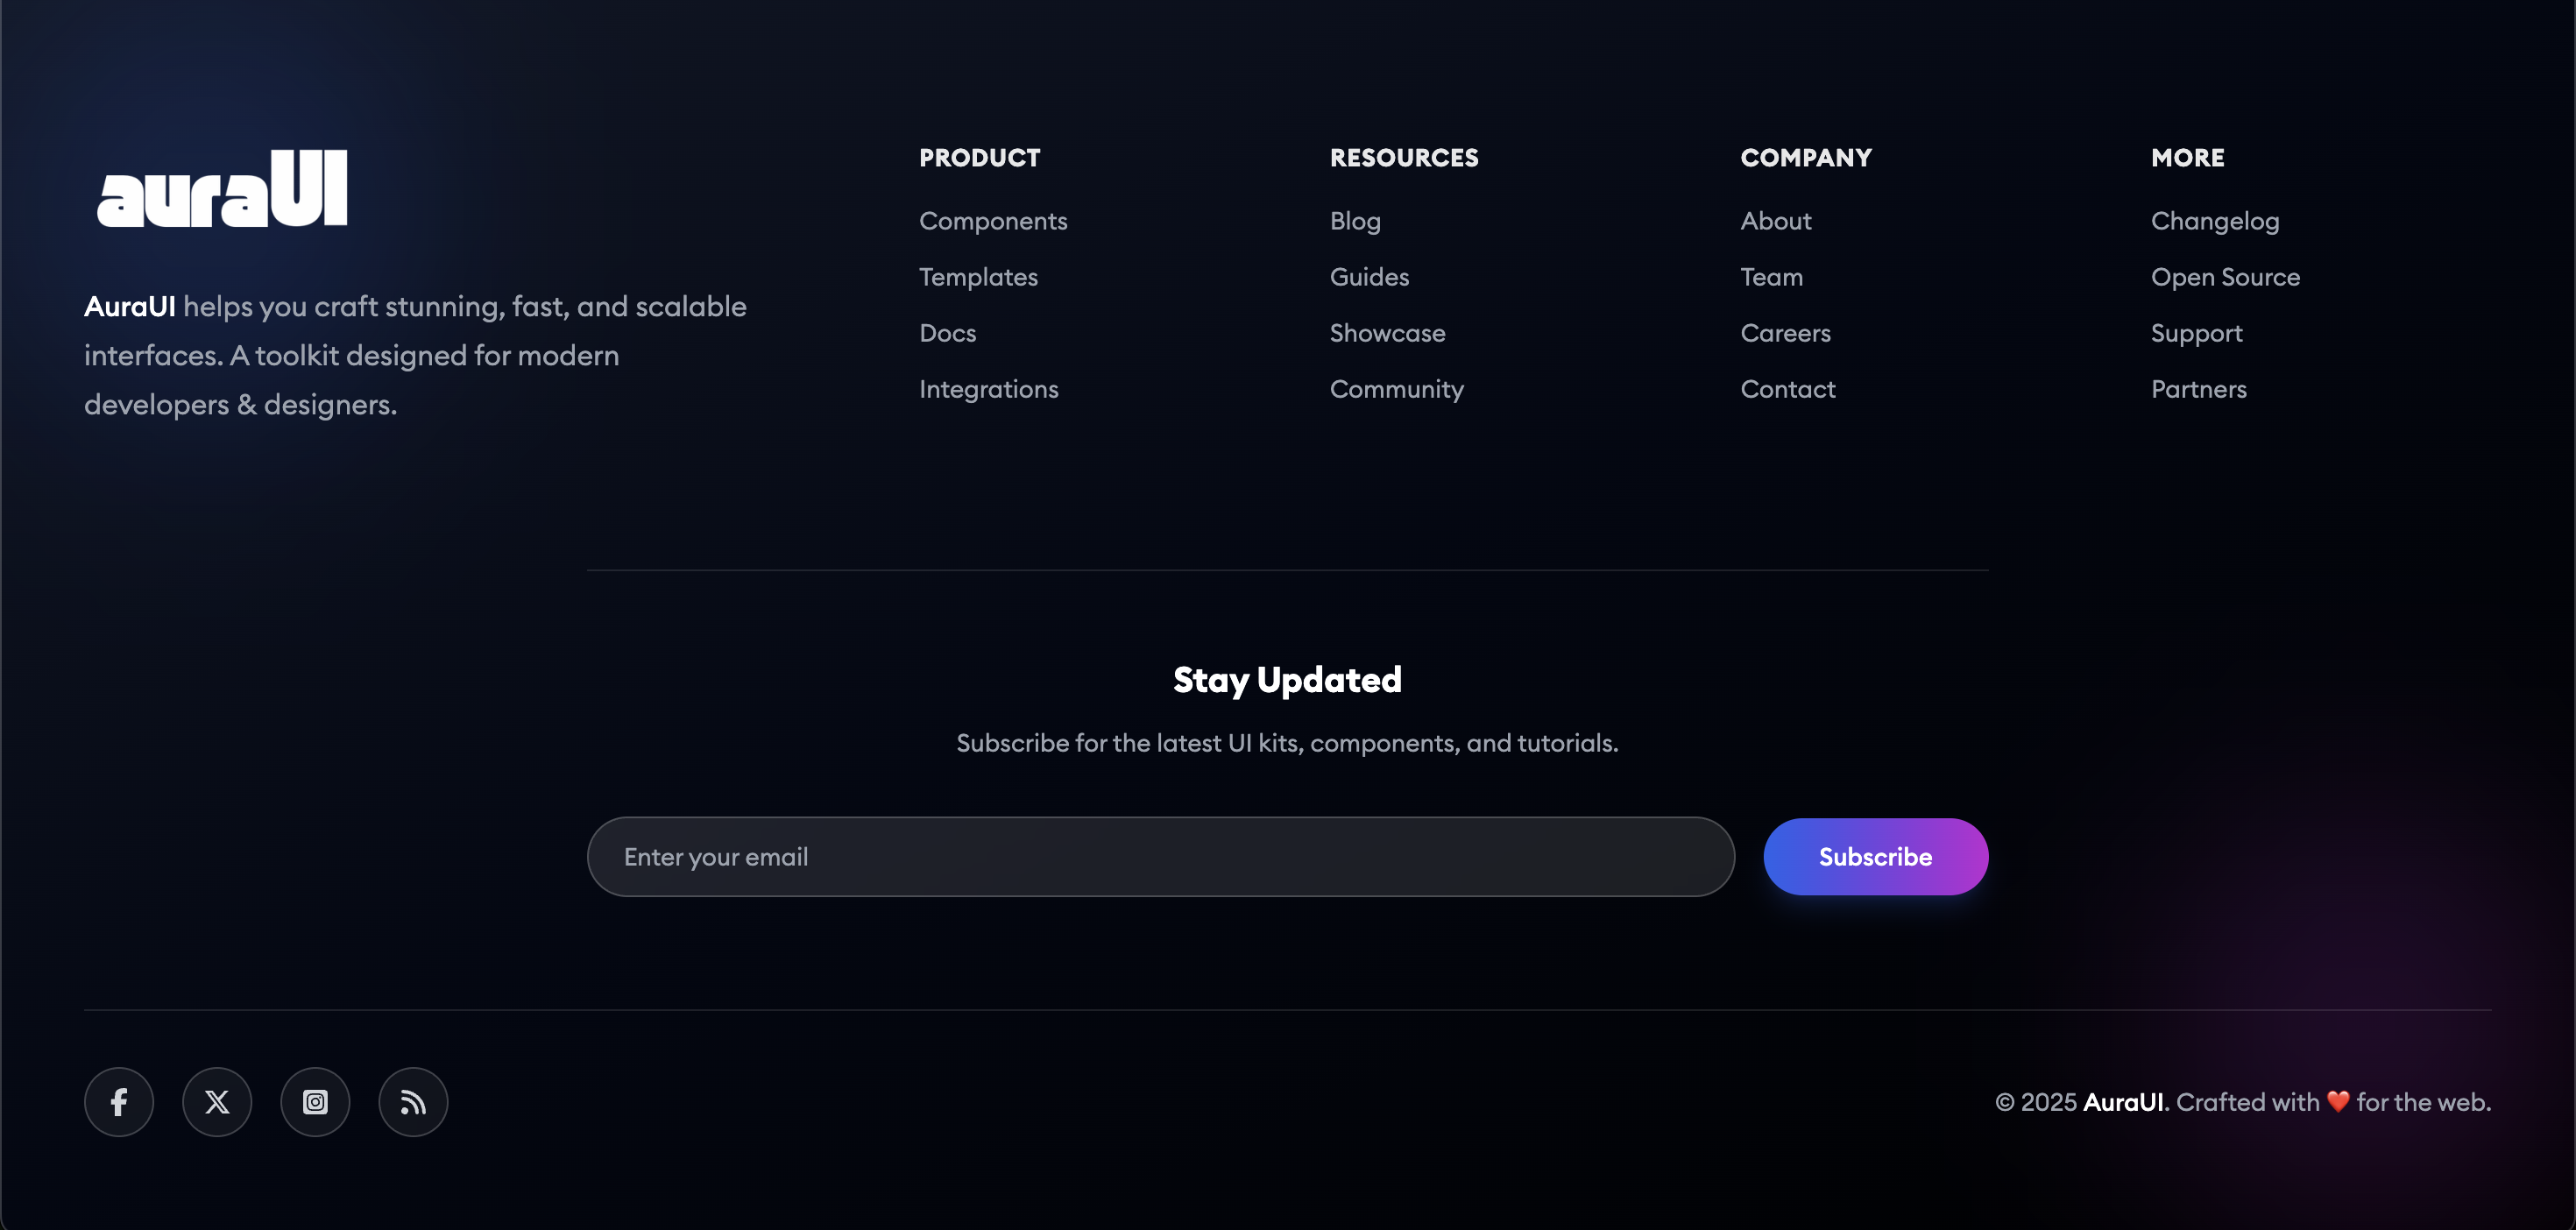 auraUI
AuraUI helps you craft stunning, fast, and scalable
interfaces. A toolkit designed for modern
developers & designers.
PRODUCT
Components
Templates
Docs
Integrations
RESOURCES
Blog
Guides
Showcase
Community
COMPANY
About
Team
Careers
Contact
MORE
Changelog
Open Source
Support
Partners
Stay Updated
Subscribe for the latest UI kits, components, and tutorials.
Enter your email
Subscribe
© 2025 AuraUI. Crafted with ❤️ for the web.